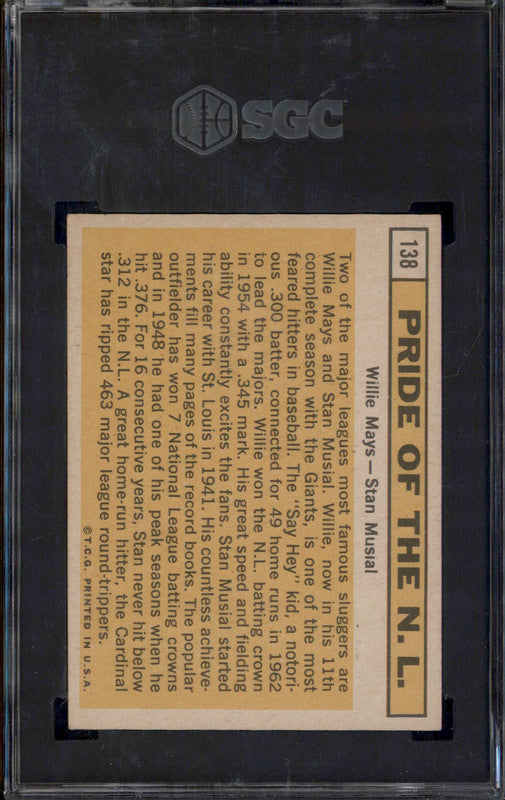 SGC
138
PRIDE OF THE N. L.
Willie Mays — Stan Musial
Two of the major leagues most famous sluggers are
Willie Mays and Stan Musial. Willie, now in his 11th
complete season with the Giants, is one of the most
feared hitters in baseball. The "Say Hey" kid, a notori-
ous .300 batter, connected for 49 home runs in 1962
to lead the majors. Willie won the N.L. batting crown
in 1954 with a .345 mark. His great speed and fielding
ability constantly excites the fans. Stan Musial started
his career with St. Louis in 1941. His countless achieve-
ments fill many pages of the record books. The popular
outfielder has won 7 National League batting crowns
and in 1948 he had one of his peak seasons when he
hit .376. For 16 consecutive years, Stan never hit below
.312 in the N.L. A great home-run hitter, the Cardinal
star has ripped 463 major league round-trippers.
©T.C.G. PRINTED IN U.S.A.